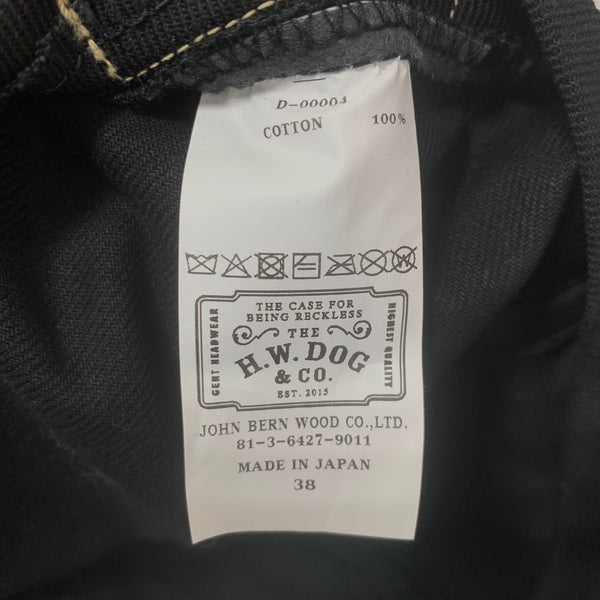 D-00004
COTTON 100%
THE CASE FOR
BEING RECKLESS
GENT HEADWEAR
THE
H.W. DOG
& CO.
EST. 2015
HIGHEST QUALITY
JOHN BERN WOOD CO.,LTD.
81-3-6427-9011
MADE IN JAPAN
38